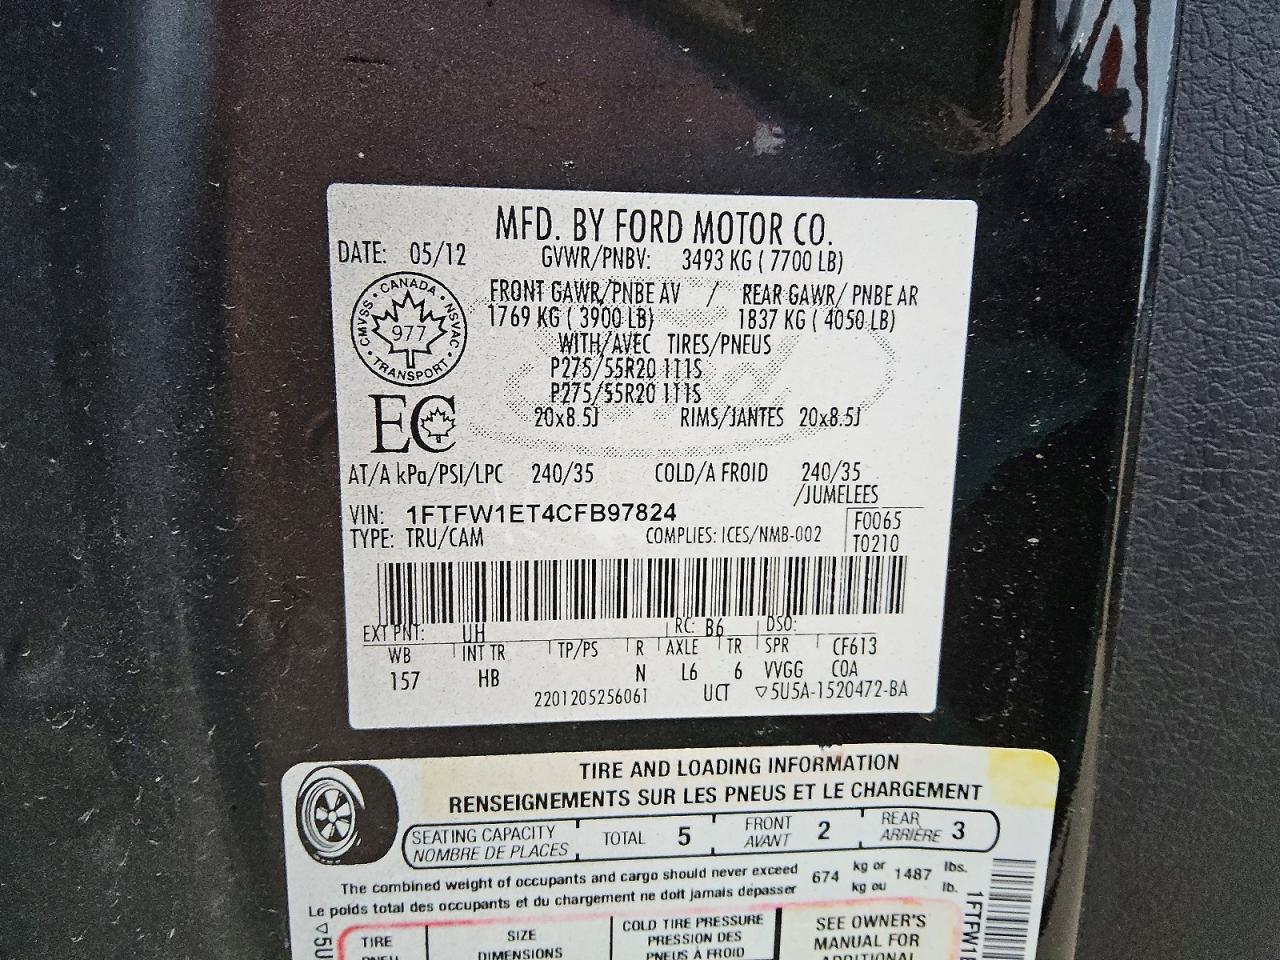 MFD. BY FORD MOTOR CO.
DATE: 05/12 GVWR/PNBV: 3493 KG ( 7700 LB)
FRONT GAWR/PNBE AV / REAR GAWR/ PNBE AR
1769 KG ( 3900 LB) 1837 KG ( 4050 LB)
WITH/AVEC TIRES/PNEUS
P275/55R20 111S
P275/55R20 111S
20x8.5J RIMS/JANTES 20x8.5J
CANADA
CMVSS NSVAC
977
TRANSPORT
EC
AT/A kPa/PSI/LPC 240/35 COLD/A FROID 240/35
/JUMELEES
VIN: 1FTFW1ET4CFB97824
TYPE: TRU/CAM COMPLIES: ICES/NMB-002
F0065
T0210
EXT PNT: UH RC: B6 DSO:
WB INT TR TP/PS R AXLE TR SPR CF613
157 HB N L6 6 VVGG COA
2201205256061 UCT ▽5U5A-1520472-BA
TIRE AND LOADING INFORMATION
RENSEIGNEMENTS SUR LES PNEUS ET LE CHARGEMENT
SEATING CAPACITY
NOMBRE DE PLACES
TOTAL 5
FRONT
AVANT
2
REAR
ARRIÈRE
3
The combined weight of occupants and cargo should never exceed 674 kg or 1487 lbs.
Le poids total des occupants et du chargement ne doit jamais dépasser kg ou lb.
TIRE
SIZE
DIMENSIONS
COLD TIRE PRESSURE
PRESSION DES
PNEUS À FROID
SEE OWNER'S
MANUAL FOR
ADDITIONAL
▽5U
1FTFW1E